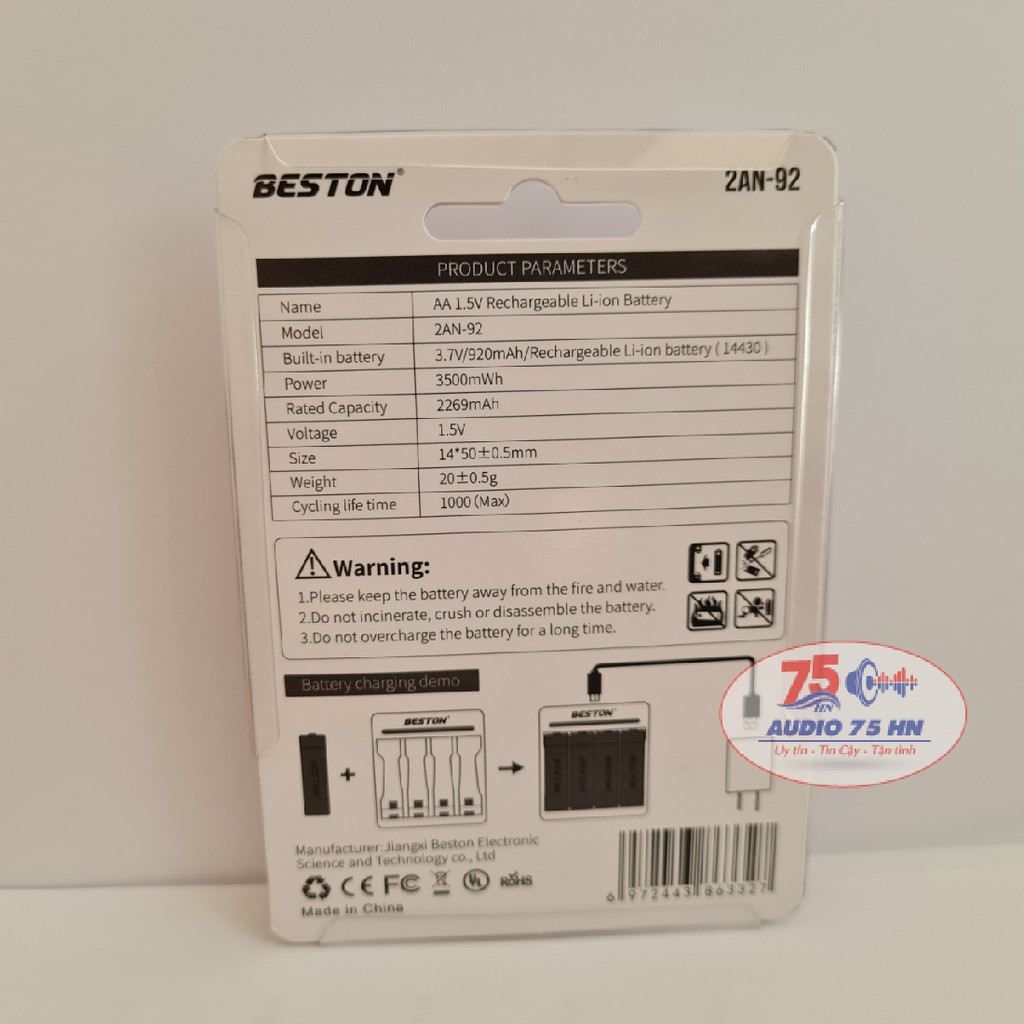 BESTON®
2AN-92
PRODUCT PARAMETERS
Name AA 1.5V Rechargeable Li-ion Battery
Model 2AN-92
Built-in battery 3.7V/920mAh/Rechargeable Li-ion battery (14430)
Power 3500mWh
Rated Capacity 2269mAh
Voltage 1.5V
Size 14*50±0.5mm
Weight 20±0.5g
Cycling life time 1000 (Max)
Warning:
1.Please keep the battery away from the fire and water.
2.Do not incinerate, crush or disassemble the battery.
3.Do not overcharge the battery for a long time.
Battery charging demo
BESTON
+
BESTON
BESTON
75
HN
AUDIO 75 HN
Uy tín - Tin Cậy - Tận tình
Manufacturer:Jiangxi Beston Electronic
Science and Technology co., Ltd
CE FC UL RoHS
Made in China
6 972443 863327